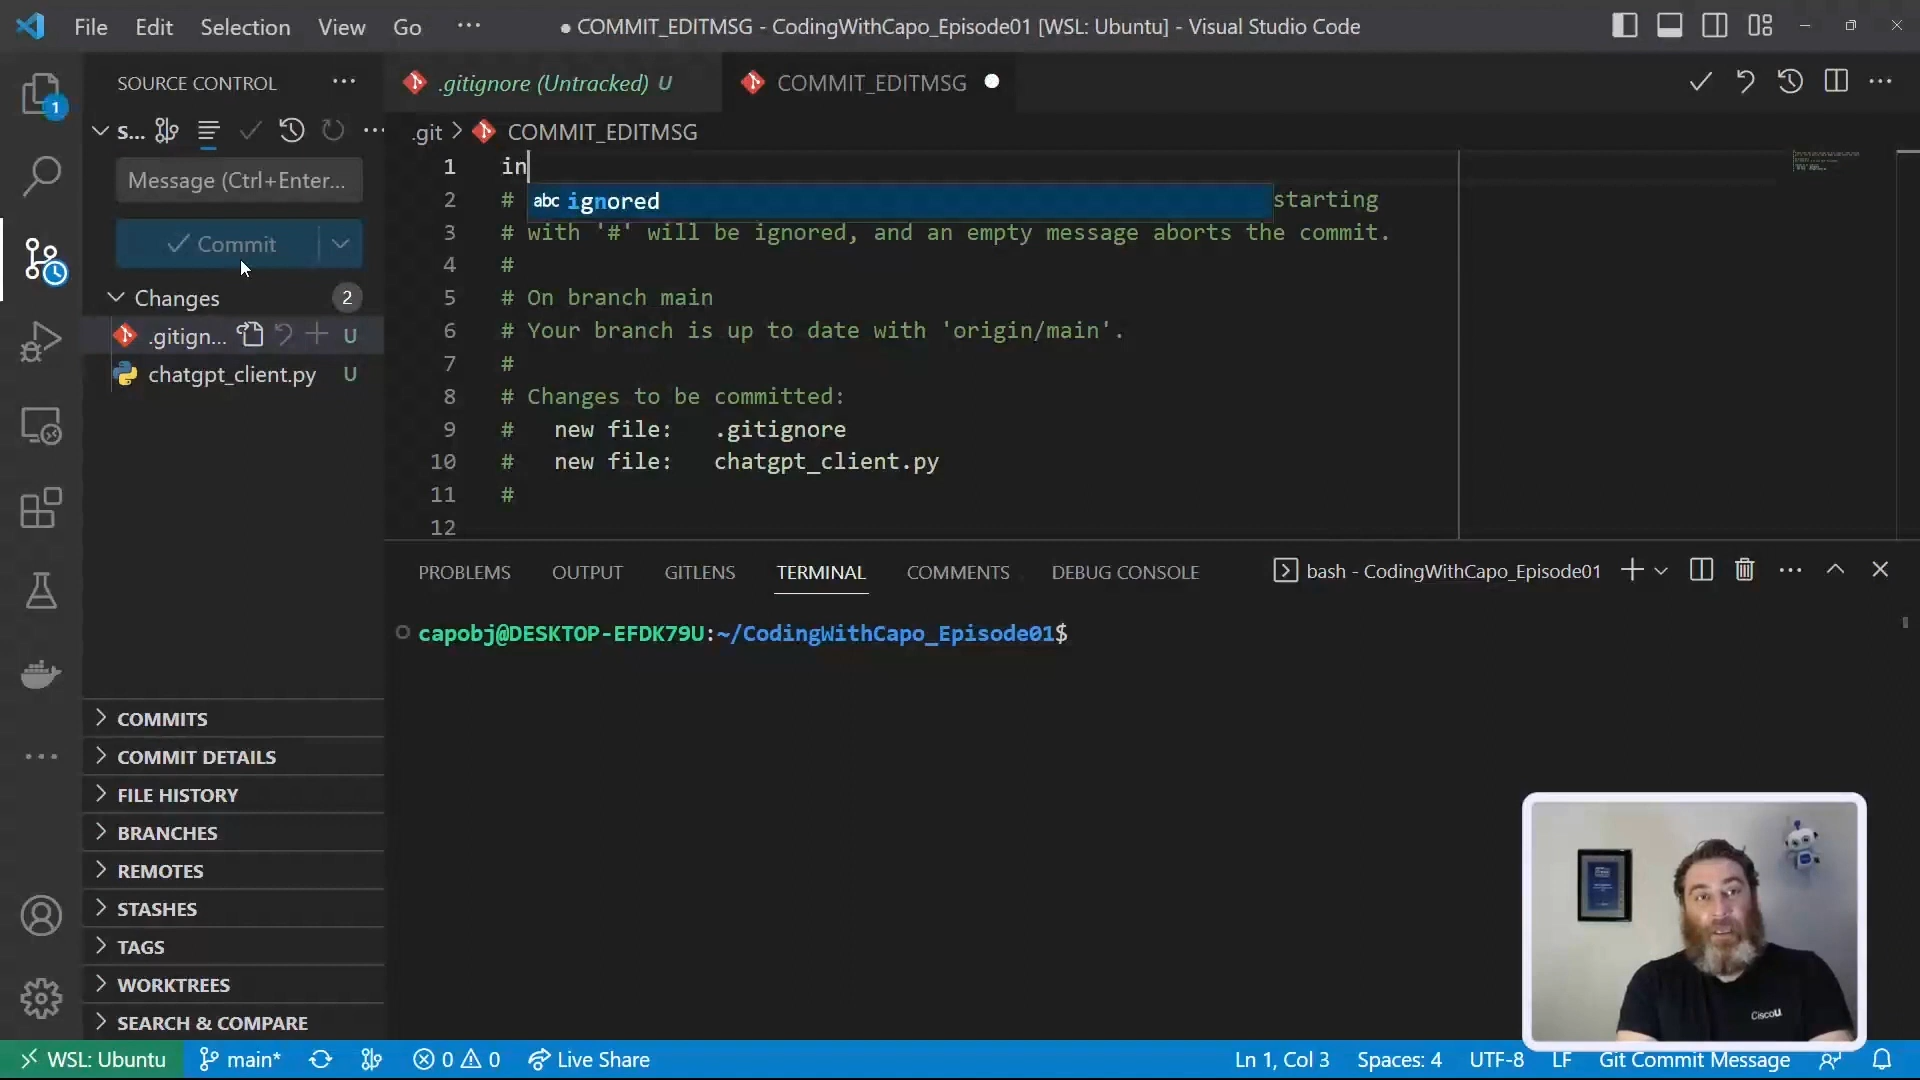 File Edit Selection View Go ··· ● COMMIT_EDITMSG - CodingWithCapo_Episode01 [WSL: Ubuntu] - Visual Studio Code
SOURCE CONTROL ···
.gitignore (Untracked) U
COMMIT_EDITMSG
S... ···
.git > COMMIT_EDITMSG
Message (Ctrl+Enter...
Commit
Changes 2
.gitign... U
chatgpt_client.py U
1 in
abc ignored
2 # starting
3 # with '#' will be ignored, and an empty message aborts the commit.
4 #
5 # On branch main
6 # Your branch is up to date with 'origin/main'.
7 #
8 # Changes to be committed:
9 # new file: .gitignore
10 # new file: chatgpt_client.py
11 #
12
1
PROBLEMS OUTPUT GITLENS TERMINAL COMMENTS DEBUG CONSOLE bash - CodingWithCapo_Episode01
capobj@DESKTOP-EFDK79U:~/CodingWithCapo_Episode01$
COMMITS
COMMIT DETAILS
FILE HISTORY
BRANCHES
REMOTES
STASHES
TAGS
WORKTREES
SEARCH & COMPARE
CiscoU
WSL: Ubuntu main* 0 0 Live Share Ln 1, Col 3 Spaces: 4 UTF-8 LF Git Commit Message